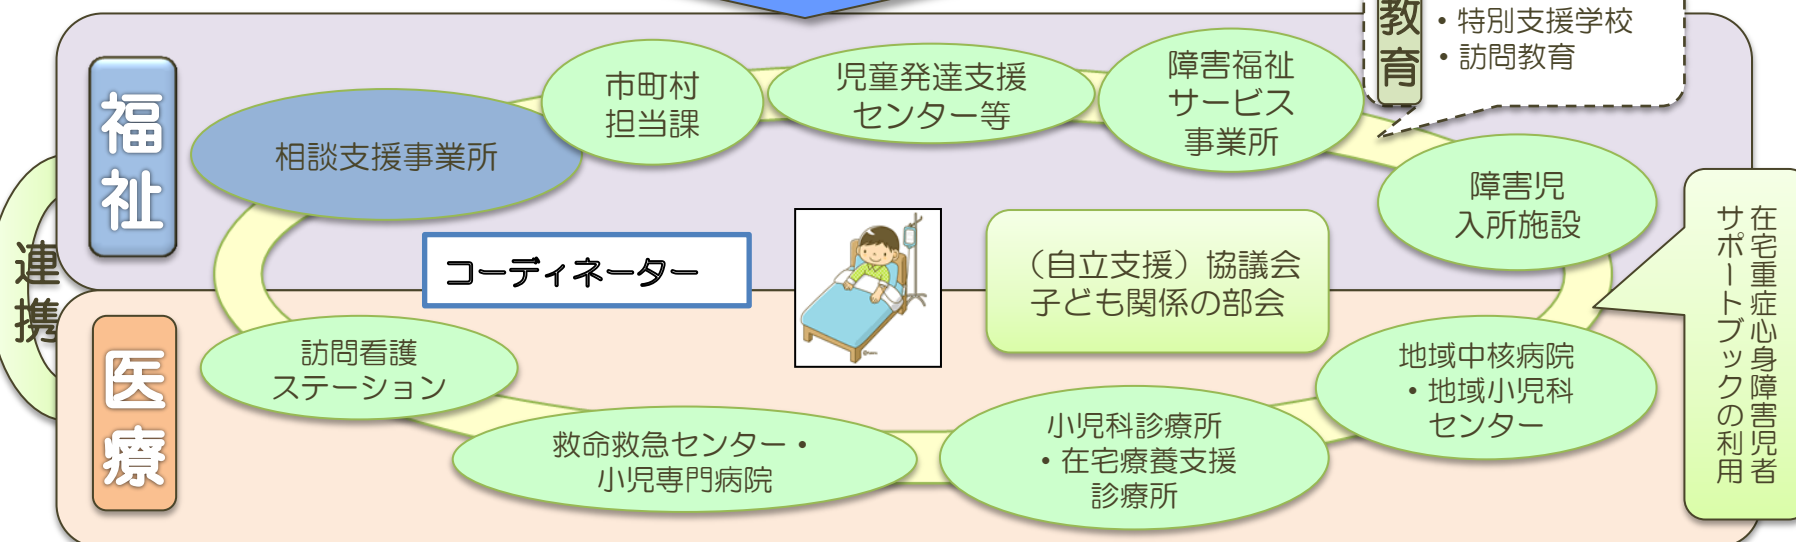 教育
・特別支援学校
・訪問教育
福祉
相談支援事業所
市町村
担当課
児童発達支援
センター等
障害福祉
サービス
事業所
障害児
入所施設
連携
コーディネーター
（自立支援）協議会
子ども関係の部会
在宅重症心身障害児者
サポートブックの利用
医療
訪問看護
ステーション
救命救急センター・
小児専門病院
小児科診療所
・在宅療養支援
診療所
地域中核病院
・地域小児科
センター